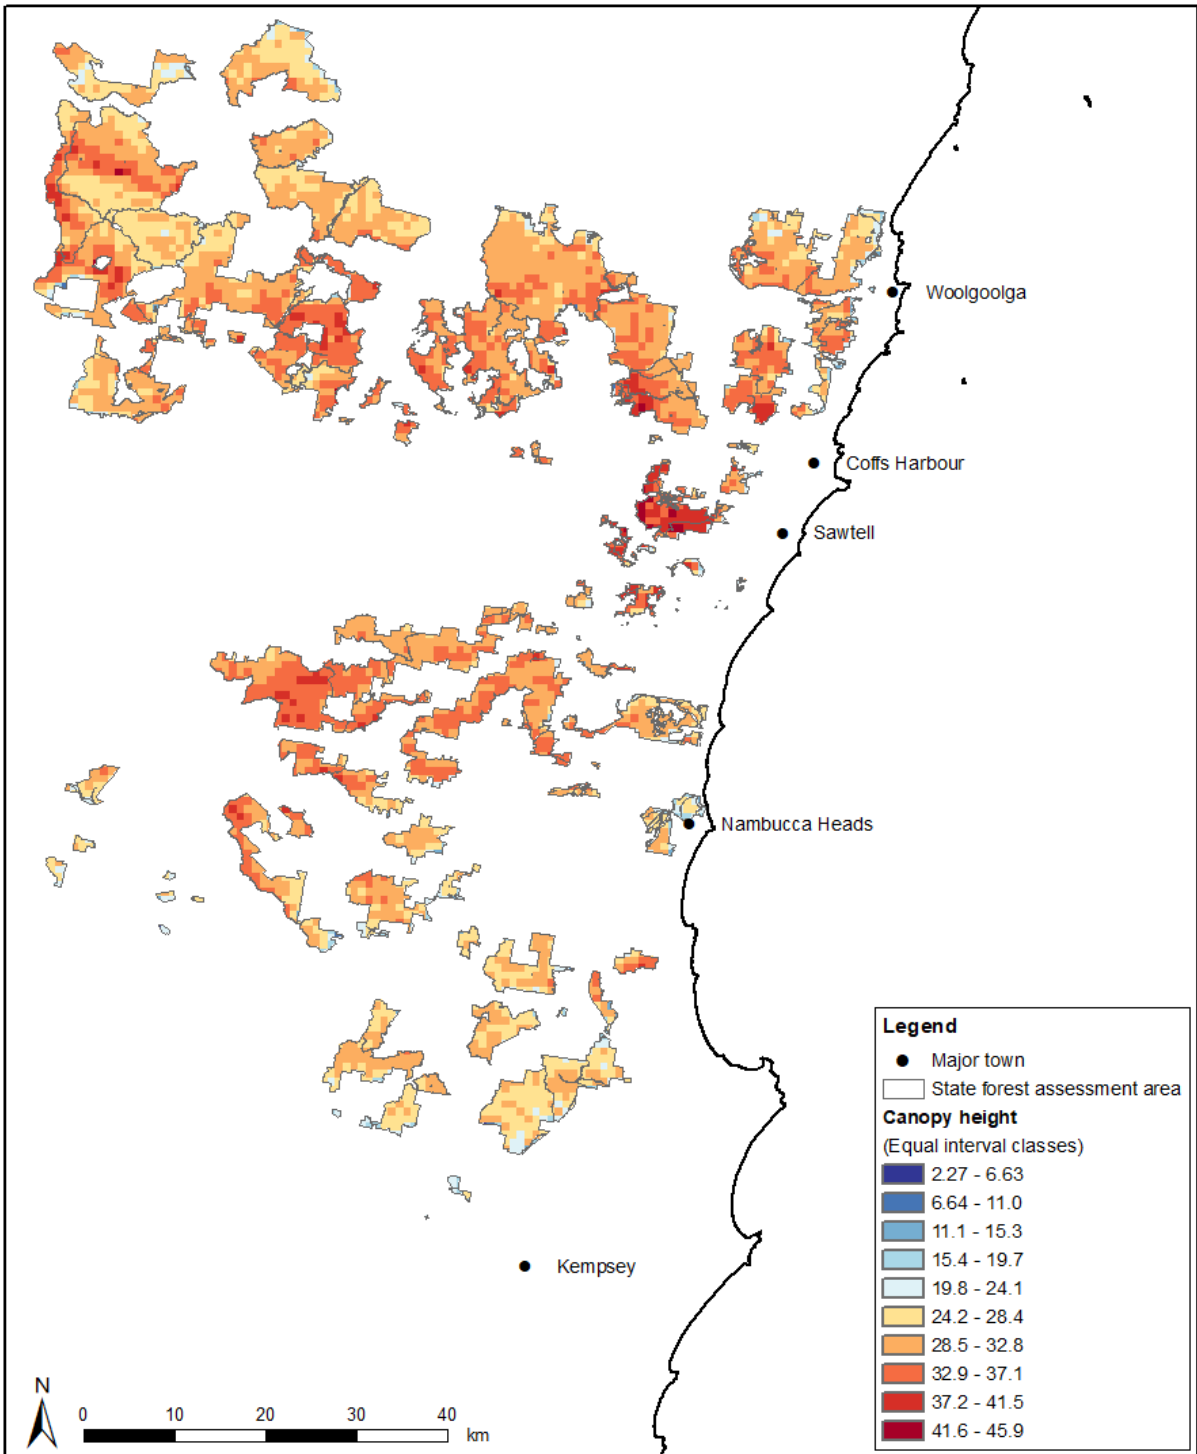 Woolgoolga
Coffs Harbour
Sawtell
Nambucca Heads
Kempsey
Legend
Major town
State forest assessment area
Canopy height
(Equal interval classes)
2.27 - 6.63
6.64 - 11.0
11.1 - 15.3
15.4 - 19.7
19.8 - 24.1
24.2 - 28.4
28.5 - 32.8
32.9 - 37.1
37.2 - 41.5
41.6 - 45.9
N
0 10 20 30 40
km